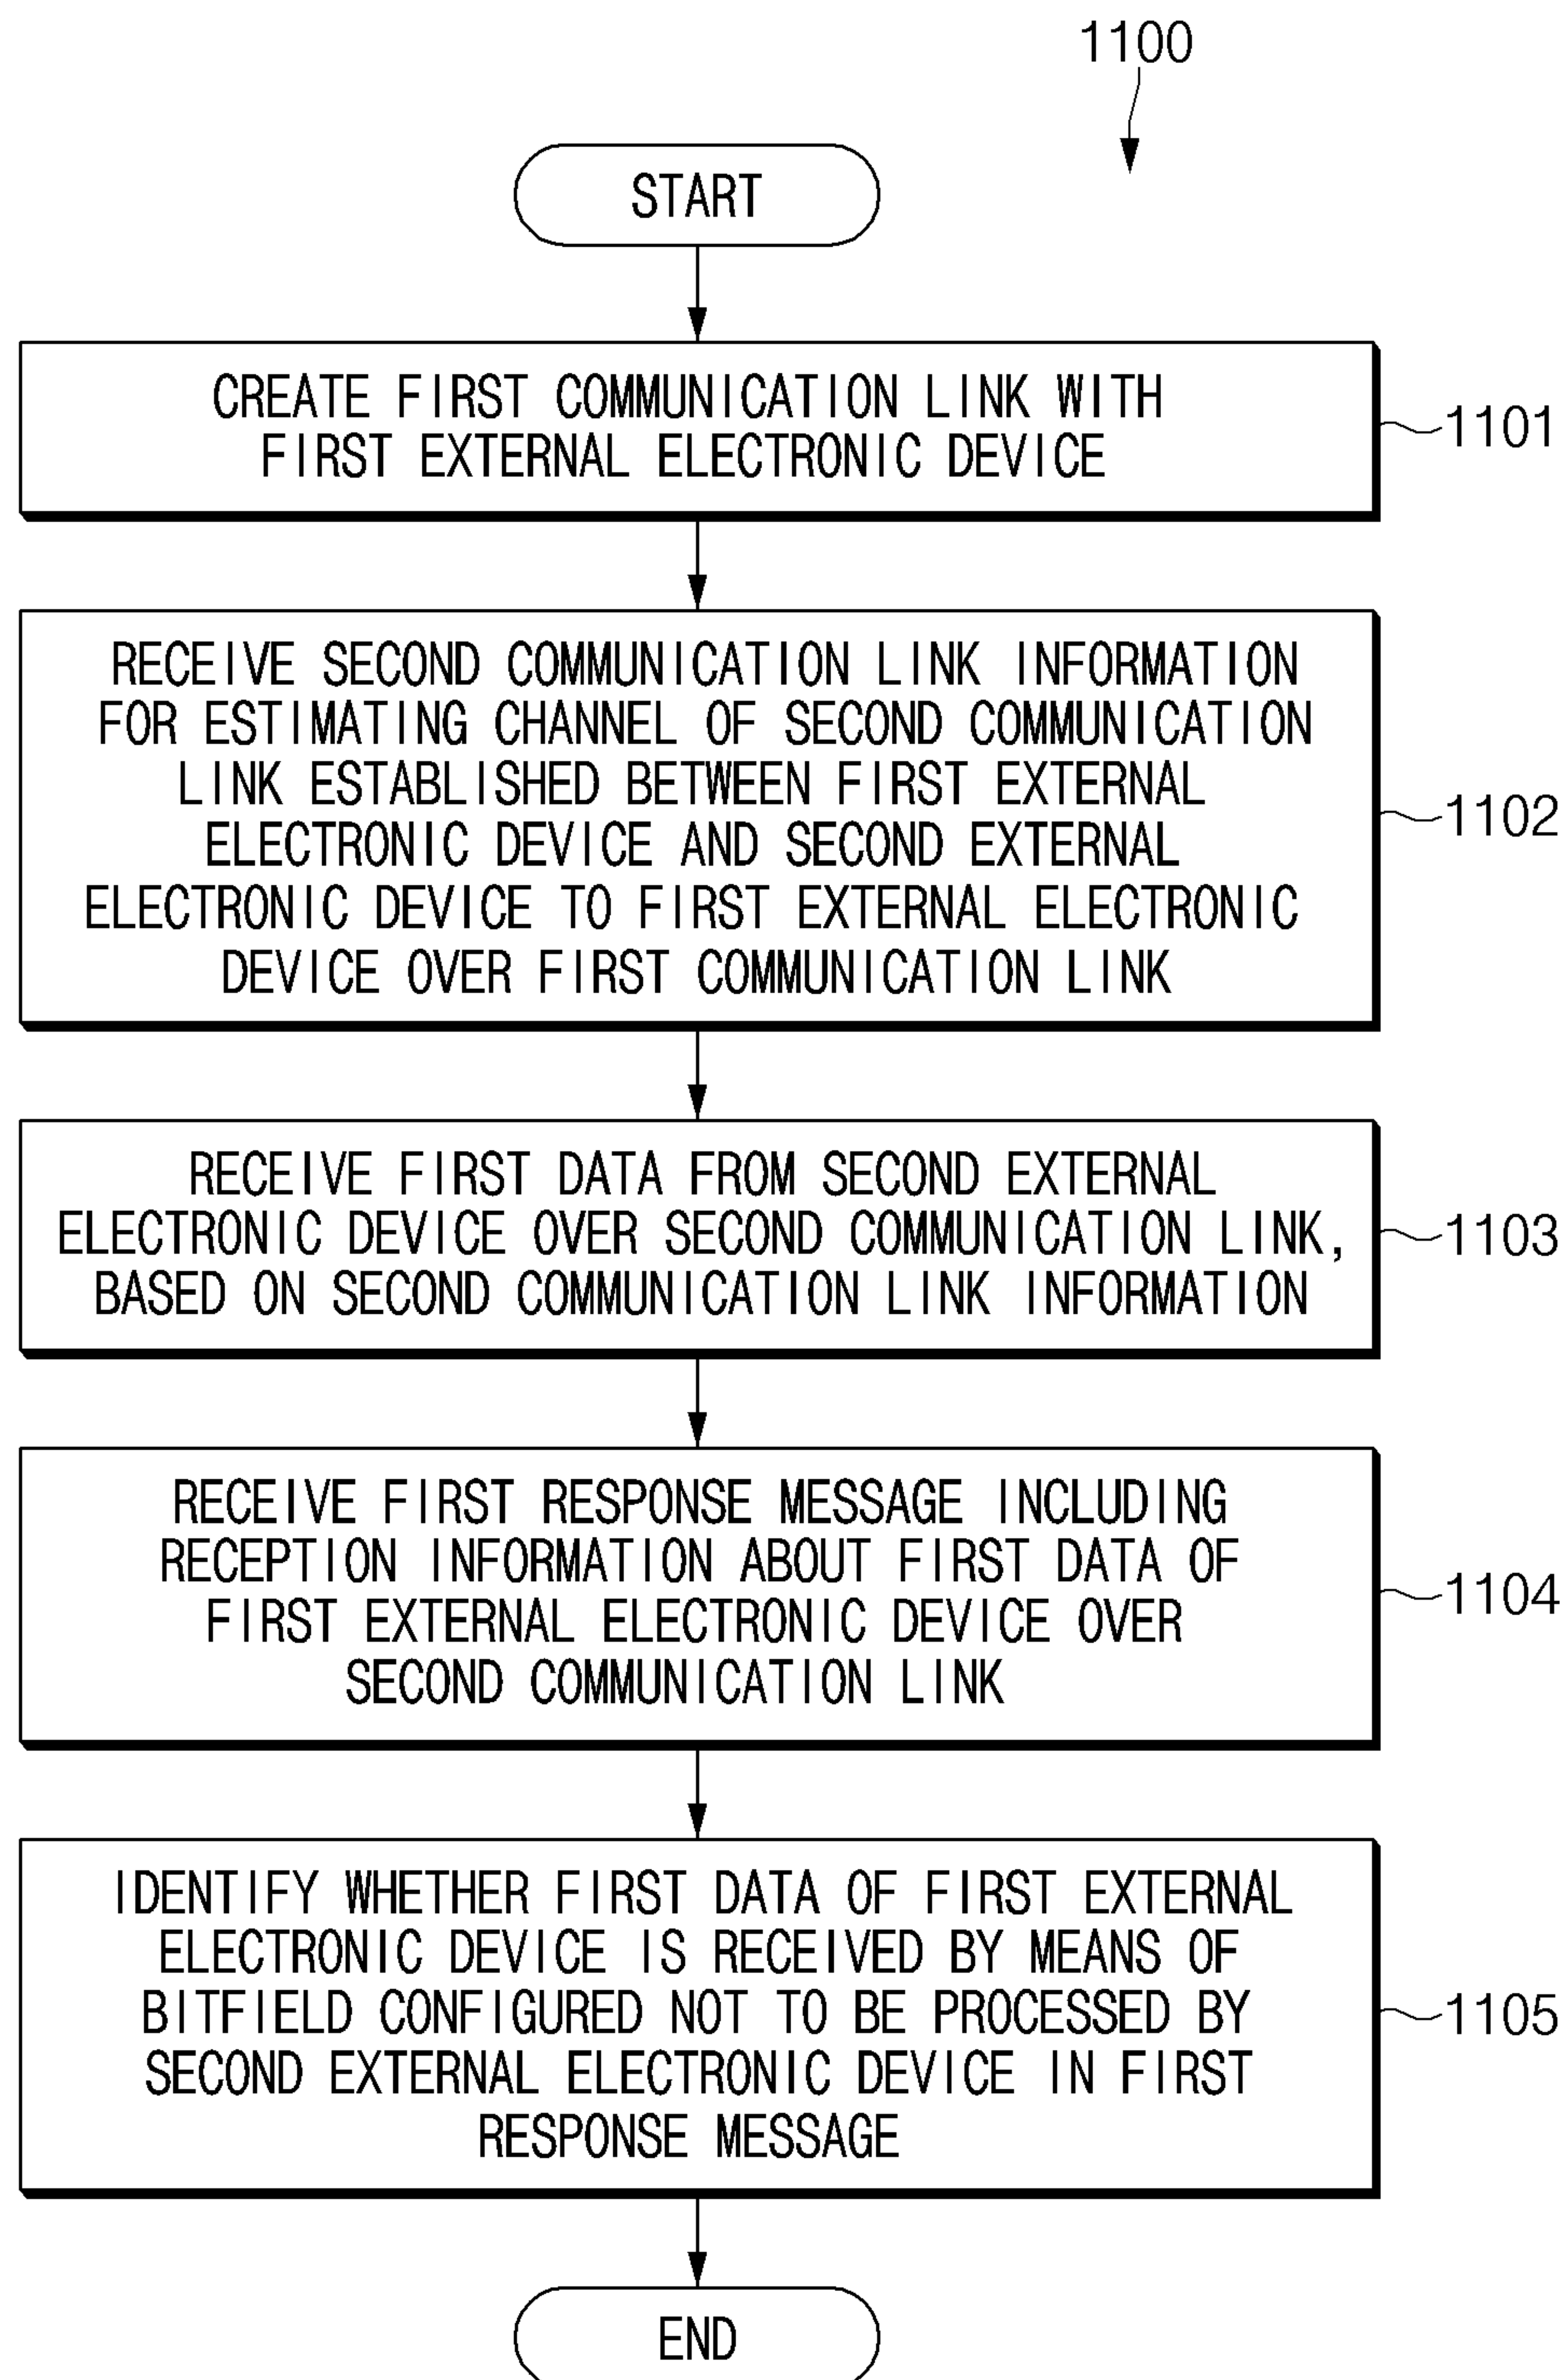 1100
START
CREATE FIRST COMMUNICATION LINK WITH
FIRST EXTERNAL ELECTRONIC DEVICE
1101
RECEIVE SECOND COMMUNICATION LINK INFORMATION
FOR ESTIMATING CHANNEL OF SECOND COMMUNICATION
LINK ESTABLISHED BETWEEN FIRST EXTERNAL
ELECTRONIC DEVICE AND SECOND EXTERNAL
ELECTRONIC DEVICE TO FIRST EXTERNAL ELECTRONIC
DEVICE OVER FIRST COMMUNICATION LINK
1102
RECEIVE FIRST DATA FROM SECOND EXTERNAL
ELECTRONIC DEVICE OVER SECOND COMMUNICATION LINK,
BASED ON SECOND COMMUNICATION LINK INFORMATION
1103
RECEIVE FIRST RESPONSE MESSAGE INCLUDING
RECEPTION INFORMATION ABOUT FIRST DATA OF
FIRST EXTERNAL ELECTRONIC DEVICE OVER
SECOND COMMUNICATION LINK
1104
IDENTIFY WHETHER FIRST DATA OF FIRST EXTERNAL
ELECTRONIC DEVICE IS RECEIVED BY MEANS OF
BITFIELD CONFIGURED NOT TO BE PROCESSED BY
SECOND EXTERNAL ELECTRONIC DEVICE IN FIRST
RESPONSE MESSAGE
1105
END